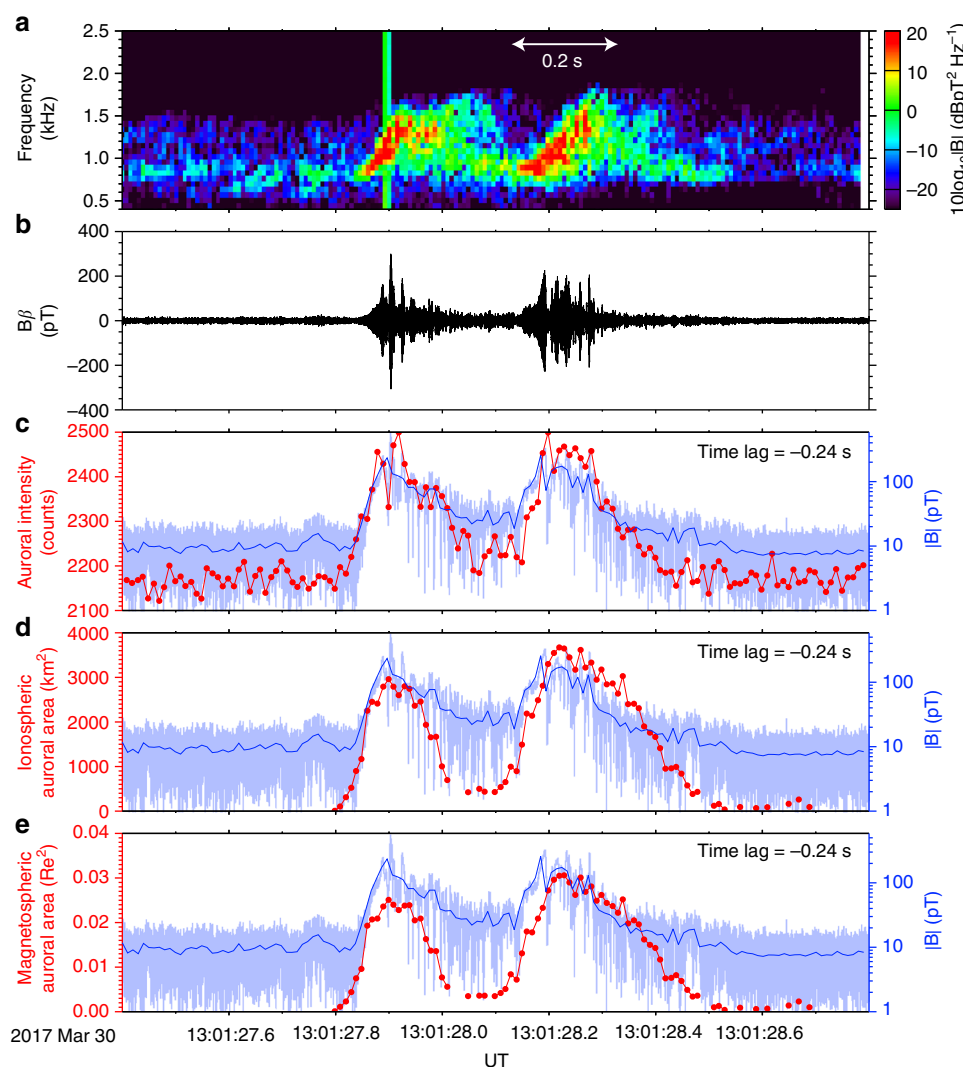 a
2.5
2.0
1.5
1.0
0.5
Frequency
(kHz)
0.2 s
20
10
0
−10
−20
10log₁₀|B| (dBpT² Hz⁻¹)
b
400
200
0
−200
−400
Bβ
(pT)
c
2500
2400
2300
2200
2100
Auroral intensity
(counts)
Time lag = −0.24 s
100
10
1
|B| (pT)
d
4000
3000
2000
1000
0
Ionospheric
auroral area (km²)
Time lag = −0.24 s
100
10
1
|B| (pT)
e
0.04
0.03
0.02
0.01
0.00
Magnetospheric
auroral area (Re²)
Time lag = −0.24 s
100
10
1
|B| (pT)
2017 Mar 30
13:01:27.6
13:01:27.8
13:01:28.0
13:01:28.2
13:01:28.4
13:01:28.6
UT